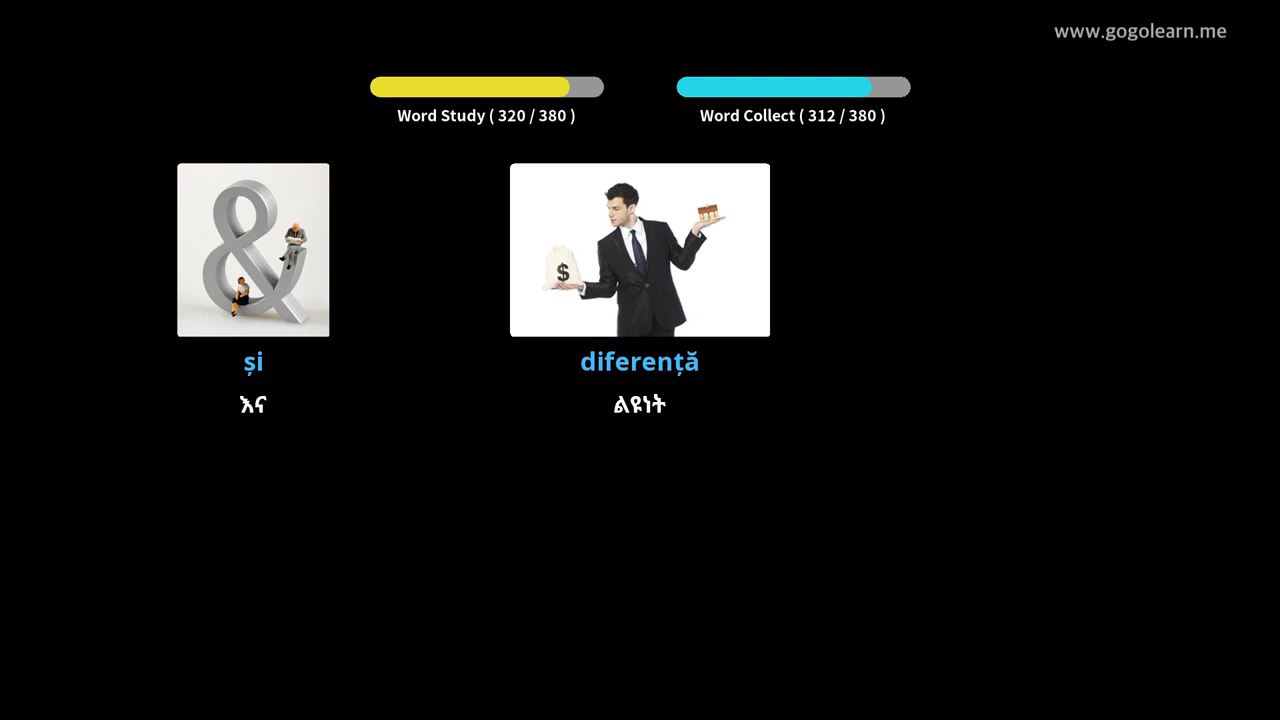 www.gogolearn.me
Word Study ( 320 / 380 )
Word Collect ( 312 / 380 )
&
$
și
diferență
እና
ልዩነት